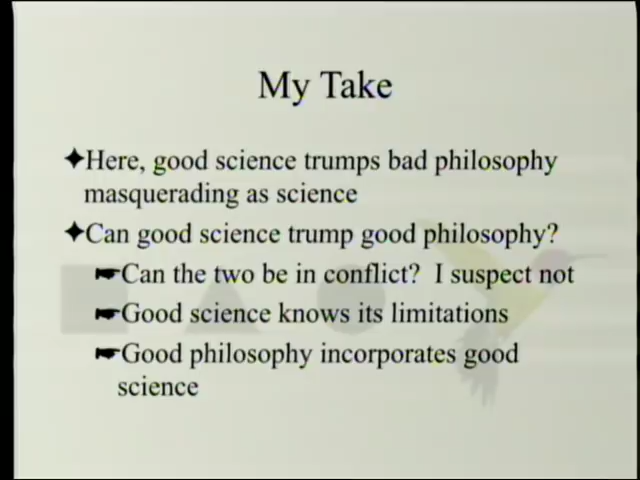 My Take
Here, good science trumps bad philosophy
masquerading as science
Can good science trump good philosophy?
Can the two be in conflict? I suspect not
Good science knows its limitations
Good philosophy incorporates good
science